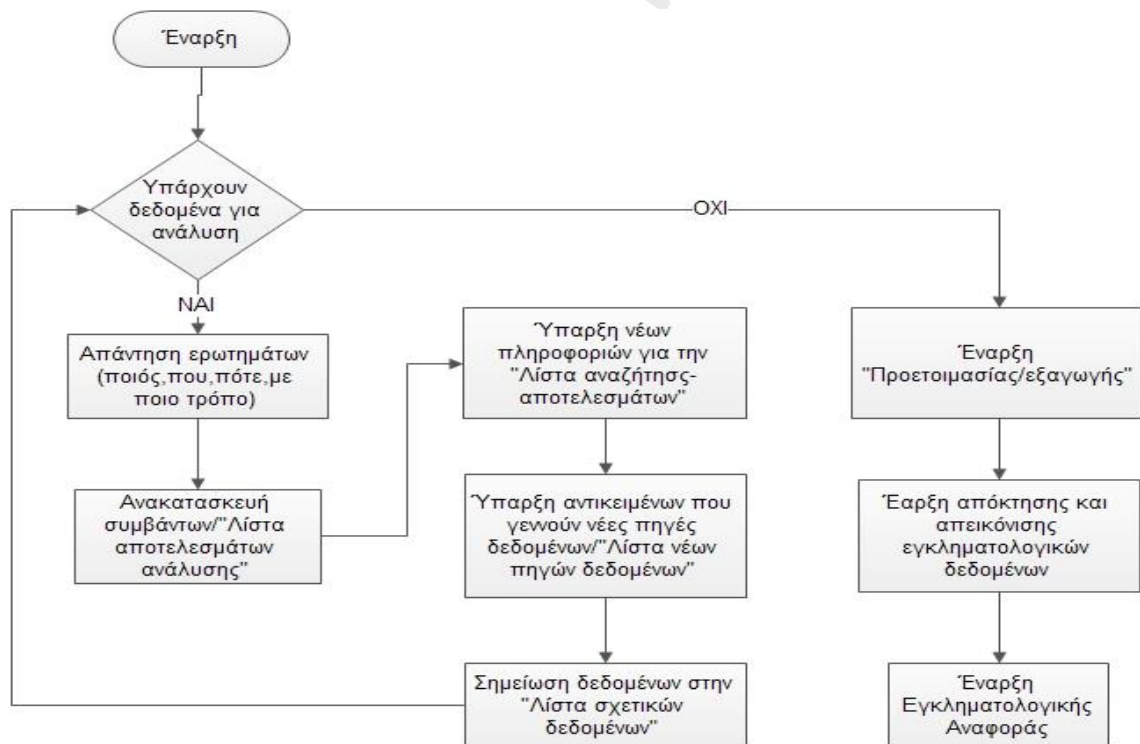 Έναρξη
Υπάρχουν
δεδομένα για
ανάλυση
ΟΧΙ
ΝΑΙ
Απάντηση ερωτημάτων
(ποιός,που,πότε,με
ποιο τρόπο)
Ανακατασκευή
συμβάντων/"Λίστα
αποτελεσμάτων
ανάλυσης"
Ύπαρξη νέων
πληροφοριών για την
"Λίστα αναζήτησς-
αποτελεσμάτων"
Ύπαρξη αντικειμένων που
γεννούν νέες πηγές
δεδομένων/"Λίστα νέων
πηγών δεδομένων"
Σημείωση δεδομένων στην
"Λίστα σχετικών
δεδομένων"
Έναρξη
"Προετοιμασίας/εξαγωγής"
Έαρξη απόκτησης και
απεικόνισης
εγκληματολογικών
δεδομένων
Έναρξη
Εγκληματολογικής
Αναφοράς